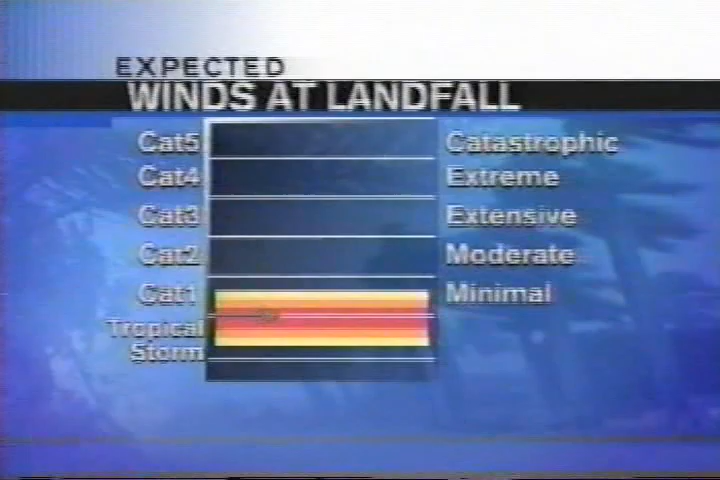 EXPECTED
WINDS AT LANDFALL
Cat5 Catastrophic
Cat4 Extreme
Cat3 Extensive
Cat2 Moderate
Cat1 Minimal
Tropical
Storm